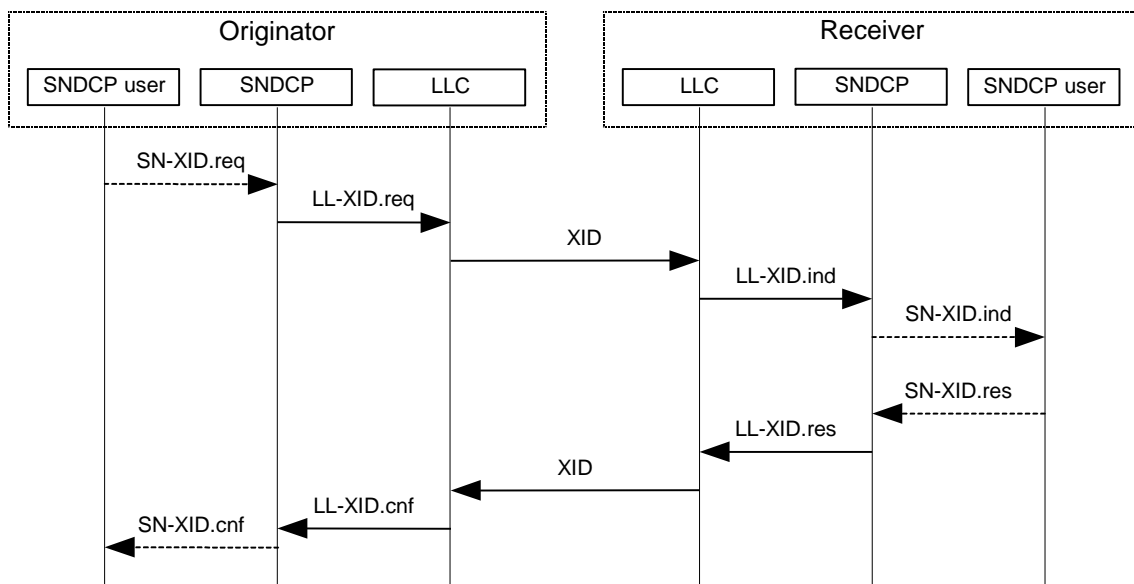 Originator
Receiver
SNDCP user
SNDCP
LLC
LLC
SNDCP
SNDCP user
SN-XID.req
LL-XID.req
XID
LL-XID.ind
SN-XID.ind
SN-XID.res
LL-XID.res
XID
LL-XID.cnf
SN-XID.cnf